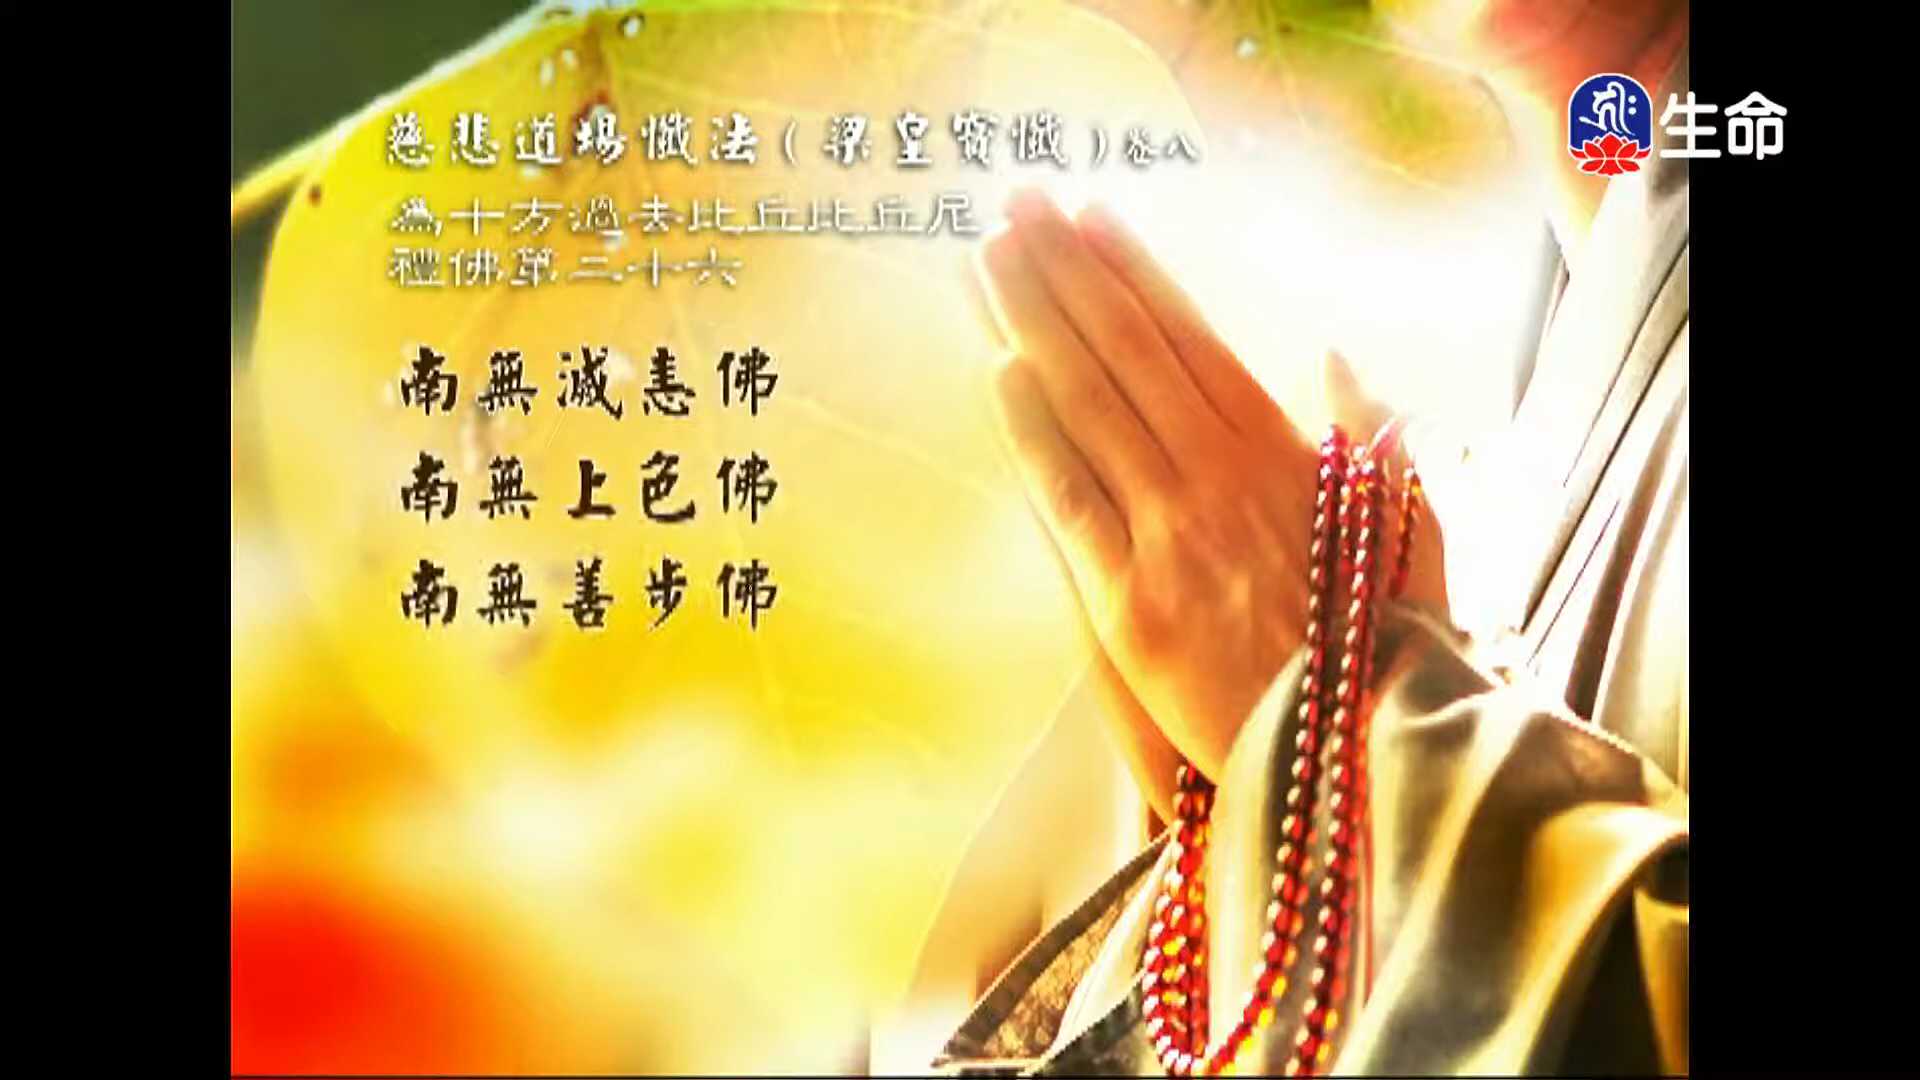 慈悲道場懺法(梁皇寶懺)卷八
生命
為十方過去比丘比丘尼
禮佛第三十六
南無滅恚佛
南無上色佛
南無善步佛